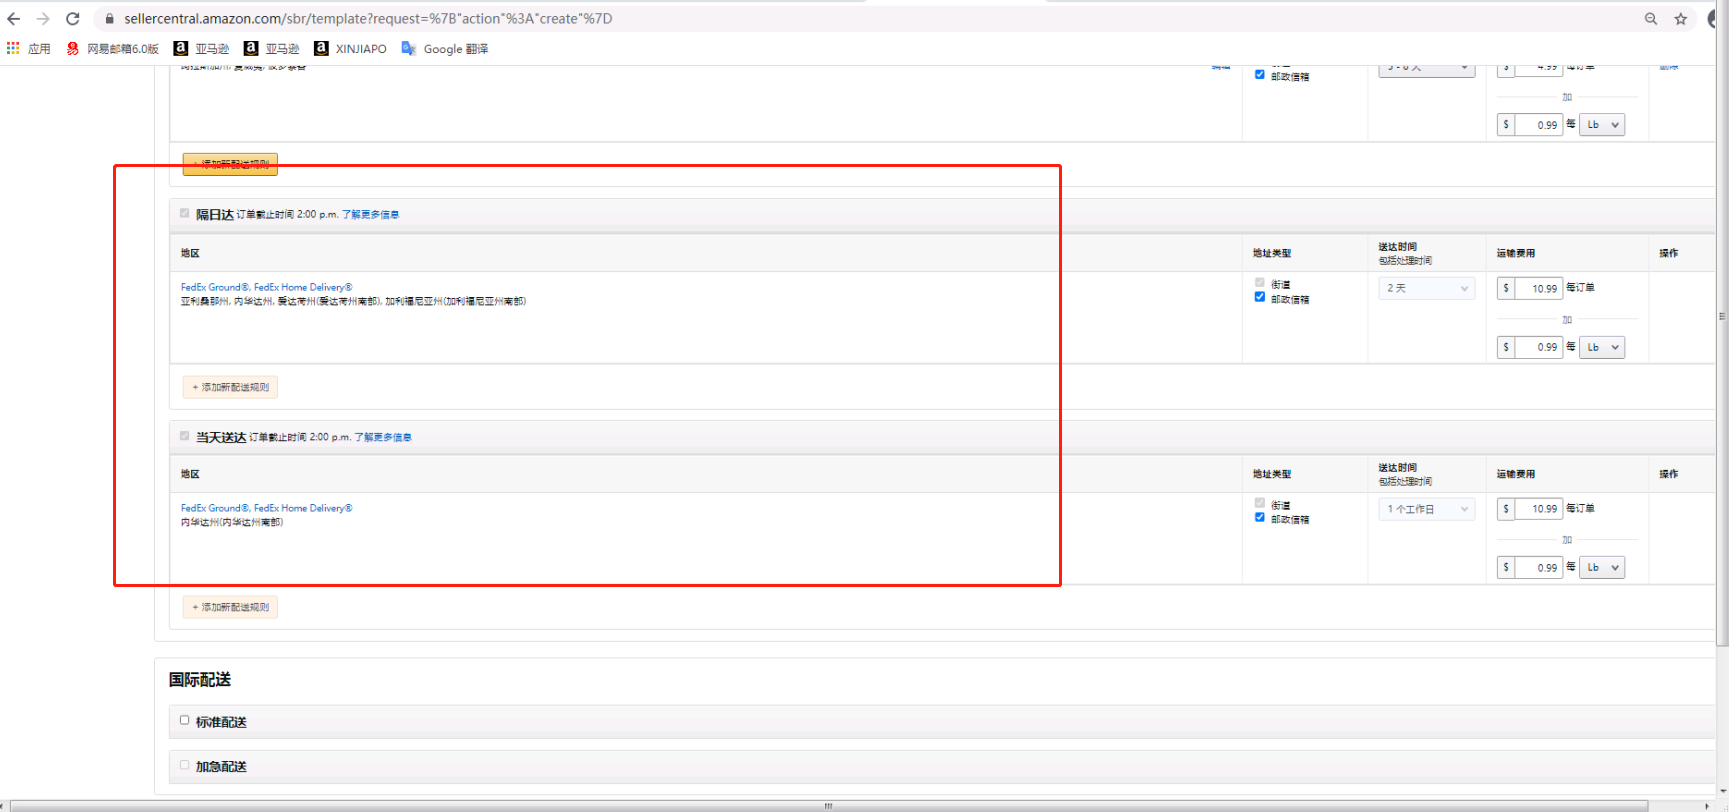 sellercentral.amazon.com/sbr/template?request=%7B"action"%3A"create"%7D
应用 网易邮箱6.0版 亚马逊 亚马逊 XINJIAPO Google 翻译
邮政信箱
$ 4.99 每订单
加
$ 0.99 每 Lb
+ 添加新配送规则
隔日达 订单截止时间 2:00 p.m. 了解更多信息
地区 地址类型 送达时间 包括处理时间 运输费用 操作
FedEx Ground®, FedEx Home Delivery®
亚利桑那州, 内华达州, 爱达荷州(爱达荷州南部), 加利福尼亚州(加利福尼亚州南部)
街道
邮政信箱
2 天
$ 10.99 每订单
加
$ 0.99 每 Lb
+ 添加新配送规则
当天送达 订单截止时间 2:00 p.m. 了解更多信息
地区 地址类型 送达时间 包括处理时间 运输费用 操作
FedEx Ground®, FedEx Home Delivery®
内华达州(内华达州南部)
街道
邮政信箱
1 个工作日
$ 10.99 每订单
加
$ 0.99 每 Lb
+ 添加新配送规则
国际配送
标准配送
加急配送